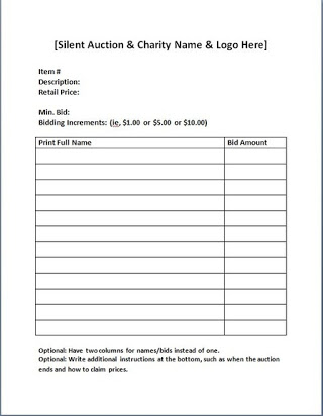 [Silent Auction & Charity Name & Logo Here]
Item #
Description:
Retail Price:
Min. Bid:
Bidding Increments: (ie, $1.00 or $5.00 or $10.00)
Print Full Name Bid Amount
Optional: Have two columns for names/bids instead of one.
Optional: Write additional instructions at the bottom, such as when the auction
ends and how to claim prices.